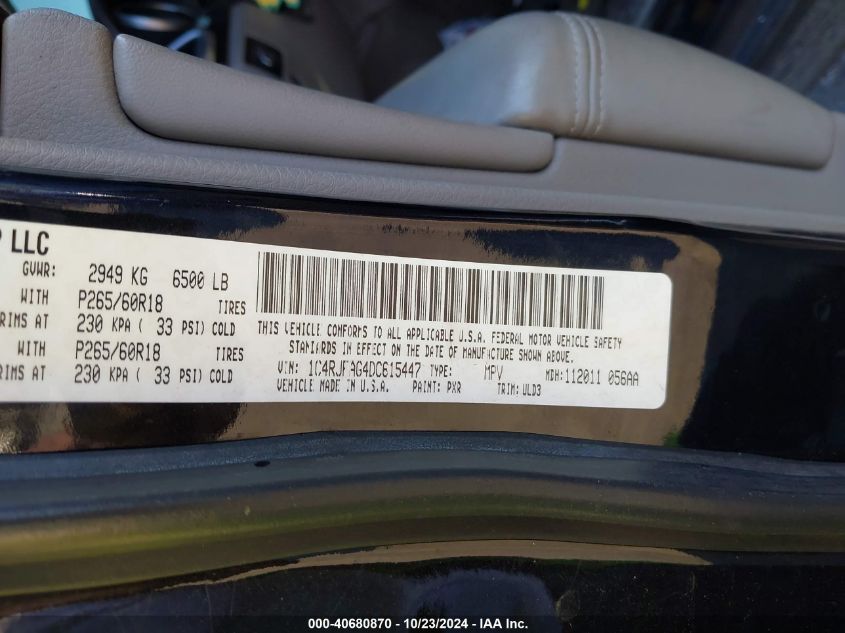 P LLC
GVWR: 2949 KG 6500 LB
WITH P265/60R18 TIRES
RIMS AT 230 KPA ( 33 PSI) COLD
WITH P265/60R18 TIRES
RIMS AT 230 KPA ( 33 PSI) COLD
THIS VEHICLE CONFORMS TO ALL APPLICABLE U.S.A. FEDERAL MOTOR VEHICLE SAFETY
STANDARDS IN EFFECT ON THE DATE OF MANUFACTURE SHOWN ABOVE.
VIN: 1C4RJFAG4DC615447 TYPE: MPV MDH: 112011 056AA
VEHICLE MADE IN U.S.A. PAINT: PXR TRIM: ULD3
000-40680870 - 10/23/2024 - IAA Inc.